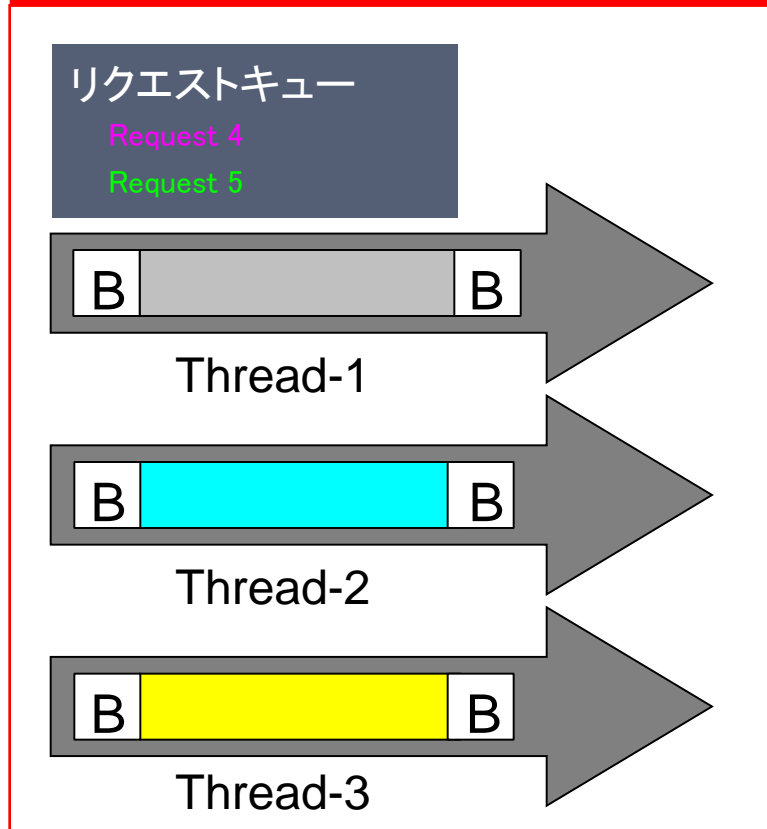 リクエストキュー
Request 4
Request 5
B B
Thread-1
B B
Thread-2
B B
Thread-3